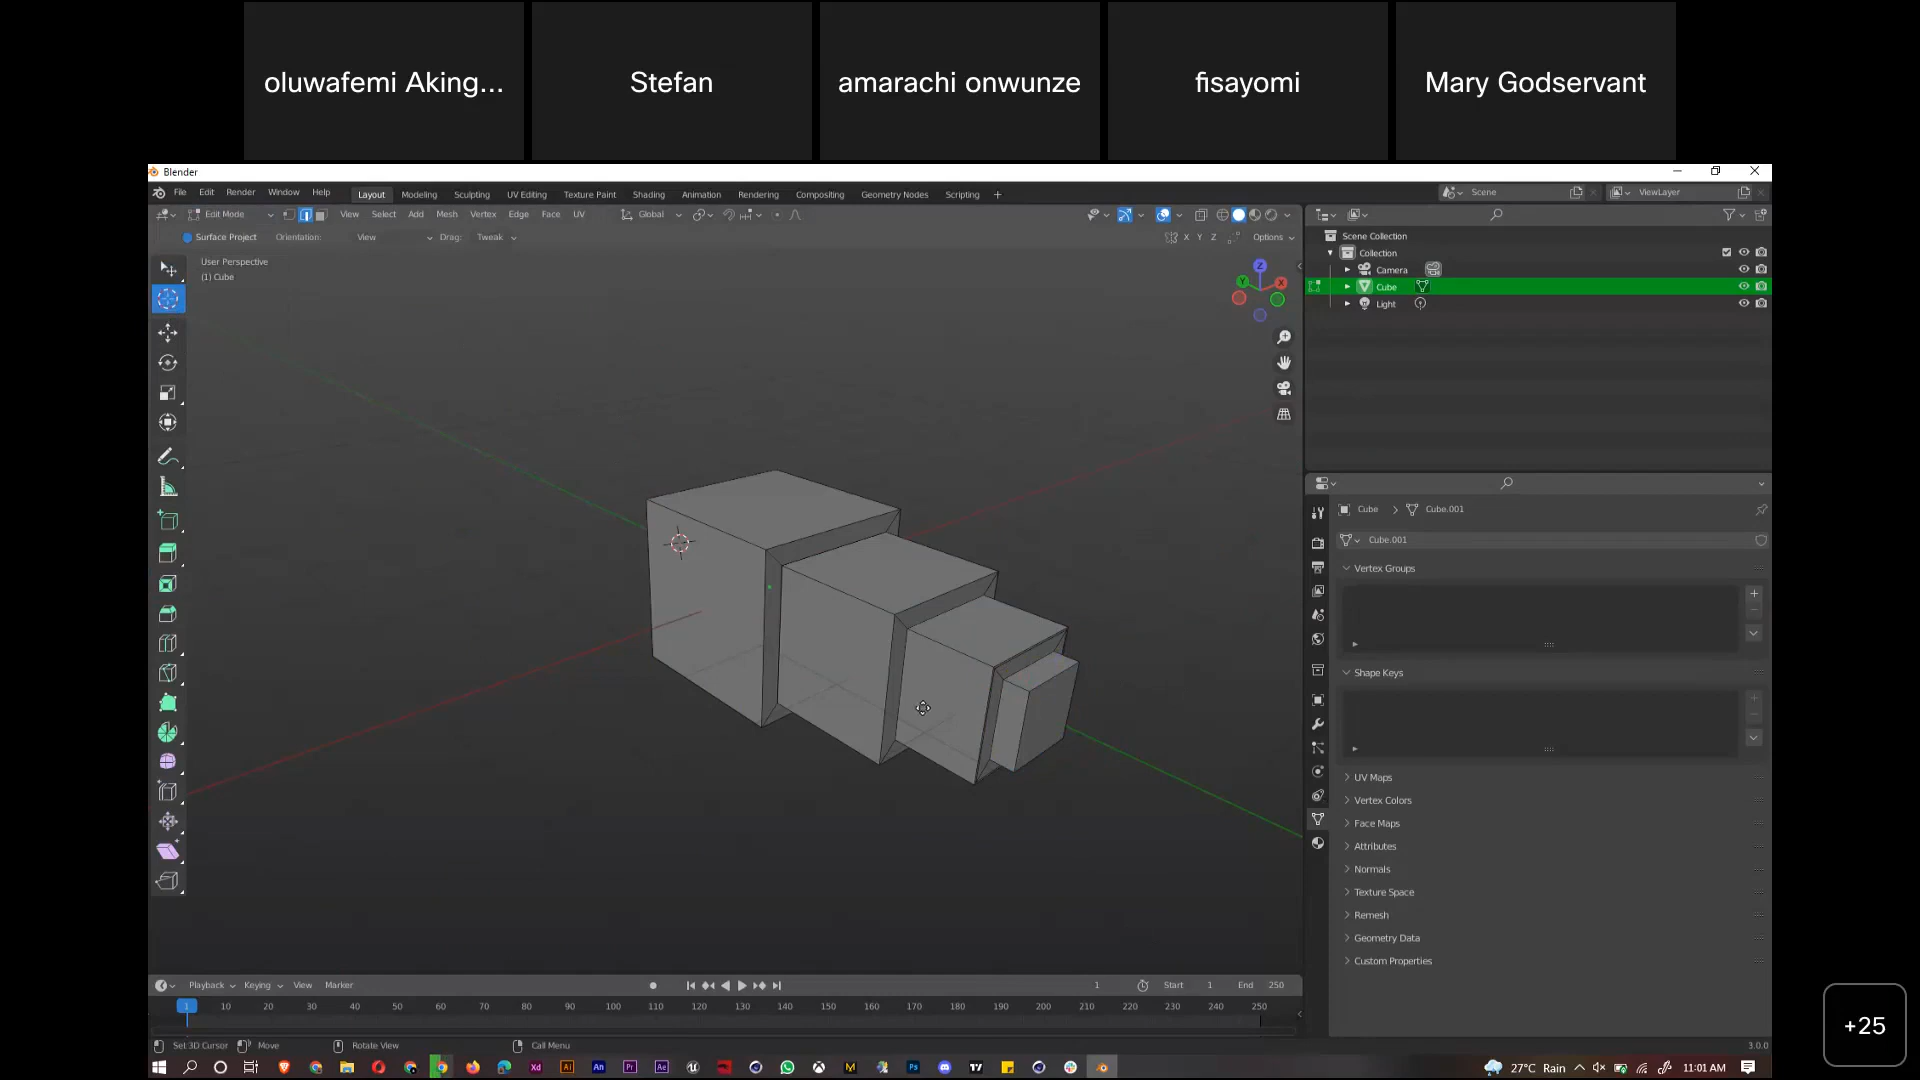 oluwafemi Aking...
Stefan
amarachi onwunze
fisayomi
Mary Godservant
Blender
File Edit Render Window Help Layout Modeling Sculpting UV Editing Texture Paint Shading Animation Rendering Compositing Geometry Nodes Scripting + Scene ViewLayer
Edit Mode View Select Add Mesh Vertex Edge Face UV Global
Surface Project Orientation: View Drag: Tweak X Y Z Options
User Perspective
(1) Cube
Z
Y
X
Scene Collection
Collection
Camera
Cube
Light
Cube Cube.001
Cube.001
Vertex Groups
Shape Keys
UV Maps
Vertex Colors
Face Maps
Attributes
Normals
Texture Space
Remesh
Geometry Data
Custom Properties
Playback Keying View Marker 1 Start 1 End 250
1 10 20 30 40 50 60 70 80 90 100 110 120 130 140 150 160 170 180 190 200 210 220 230 240 250
Set 3D Cursor Move Rotate View Call Menu 3.0.0
Xd Ai An Pr Ae M Ps 27°C Rain 11:01 AM
+25